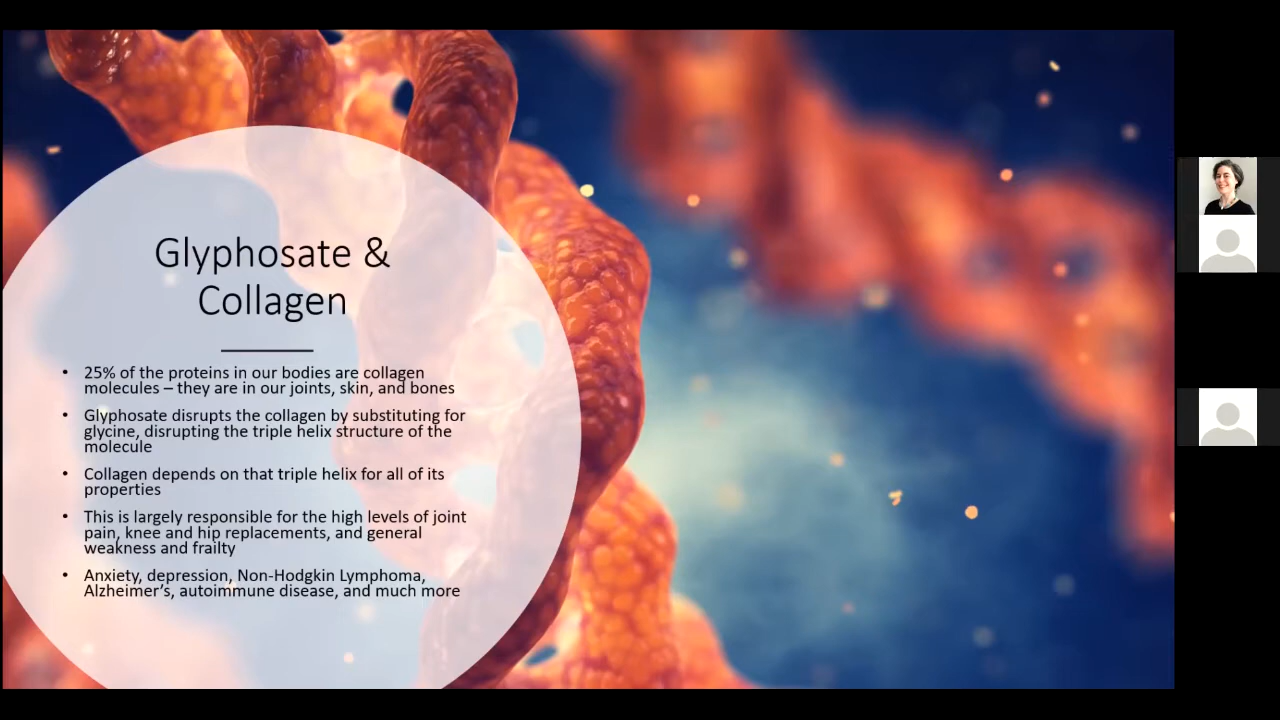 Glyphosate &
Collagen
• 25% of the proteins in our bodies are collagen
molecules – they are in our joints, skin, and bones
• Glyphosate disrupts the collagen by substituting for
glycine, disrupting the triple helix structure of the
molecule
• Collagen depends on that triple helix for all of its
properties
• This is largely responsible for the high levels of joint
pain, knee and hip replacements, and general
weakness and frailty
• Anxiety, depression, Non-Hodgkin Lymphoma,
Alzheimer’s, autoimmune disease, and much more